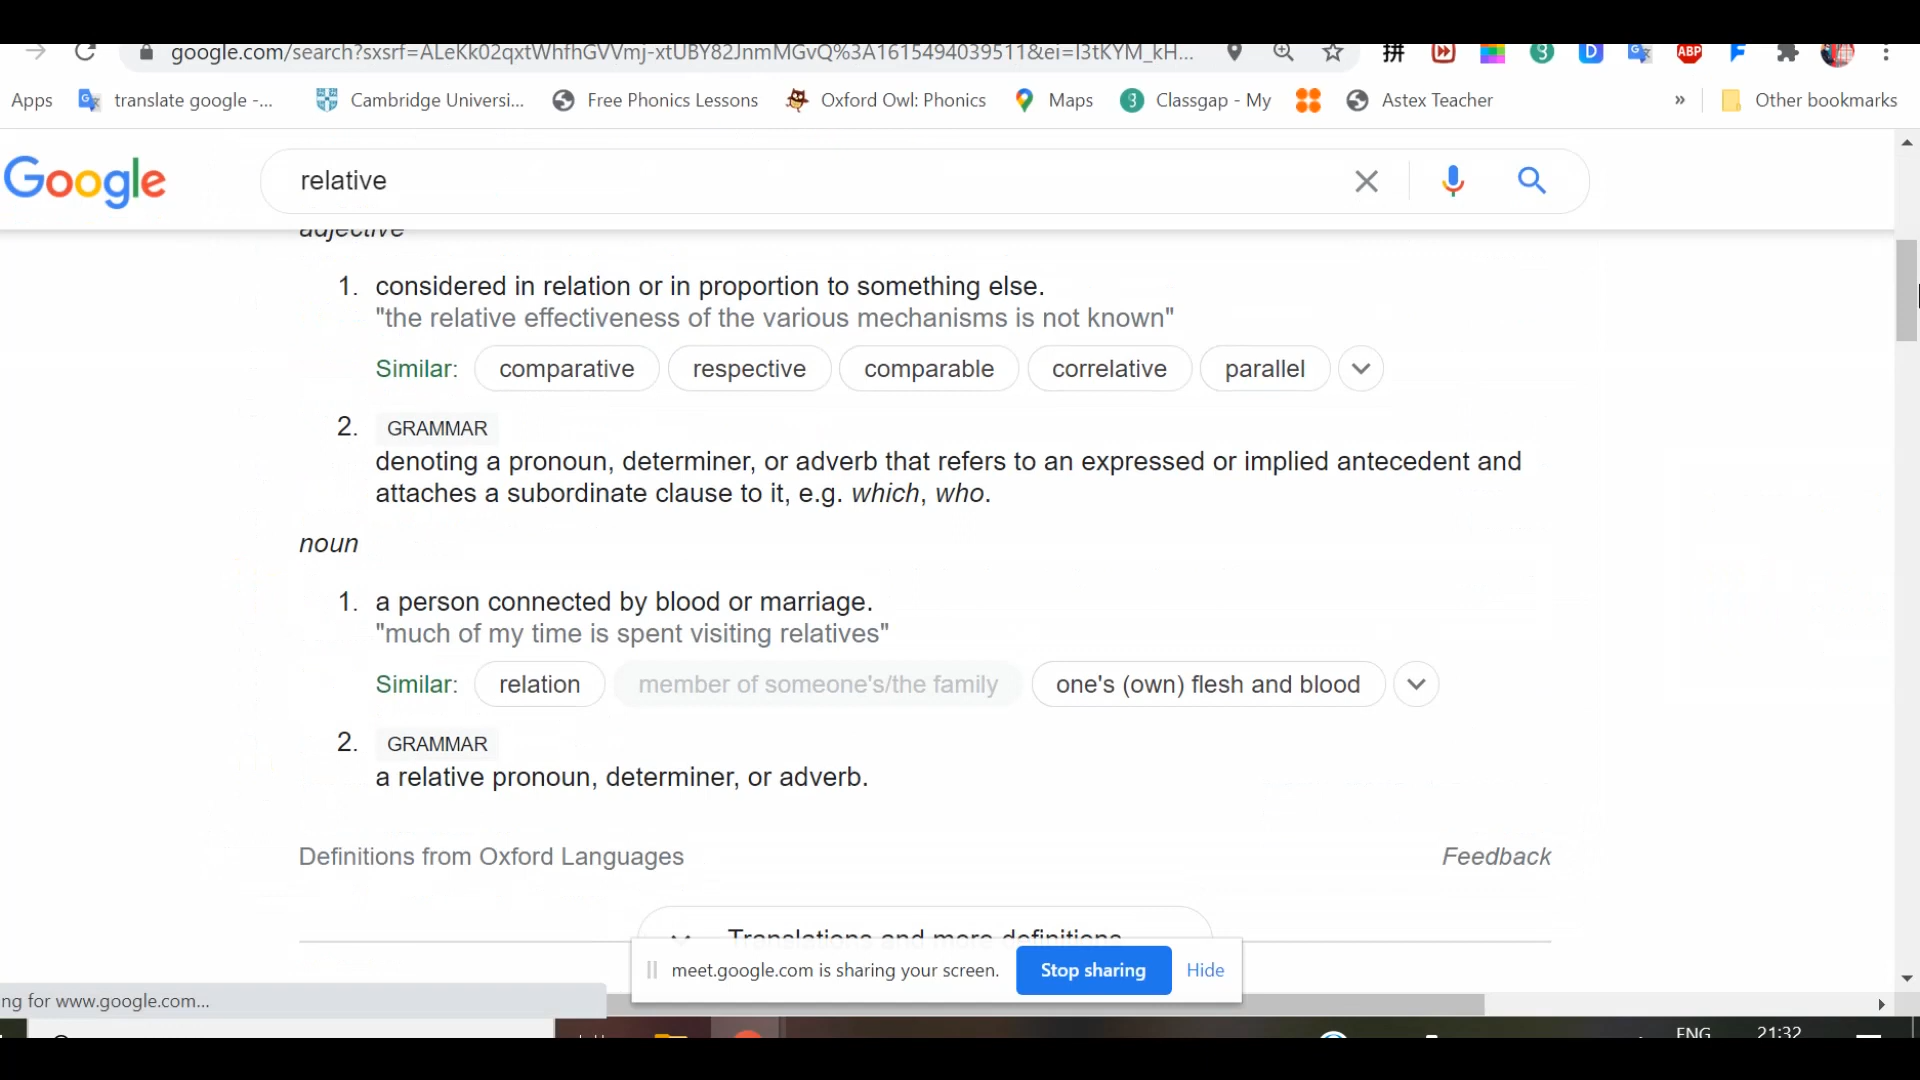 google.com/search?sxsrf=ALeKk02qxtWhfhGVVmj-xtUBY82JnmMGvQ%3A1615494039511&ei=I3tKYM_kH...
Apps translate google -... Cambridge Universi... Free Phonics Lessons Oxford Owl: Phonics Maps Classgap - My Astex Teacher » Other bookmarks
Google relative
adjective
1. considered in relation or in proportion to something else.
"the relative effectiveness of the various mechanisms is not known"
Similar: comparative respective comparable correlative parallel
2. GRAMMAR
denoting a pronoun, determiner, or adverb that refers to an expressed or implied antecedent and
attaches a subordinate clause to it, e.g. which, who.
noun
1. a person connected by blood or marriage.
"much of my time is spent visiting relatives"
Similar: relation member of someone's/the family one's (own) flesh and blood
2. GRAMMAR
a relative pronoun, determiner, or adverb.
Definitions from Oxford Languages Feedback
Translations and more definitions
meet.google.com is sharing your screen. Stop sharing Hide
ng for www.google.com...
ENG 21:32